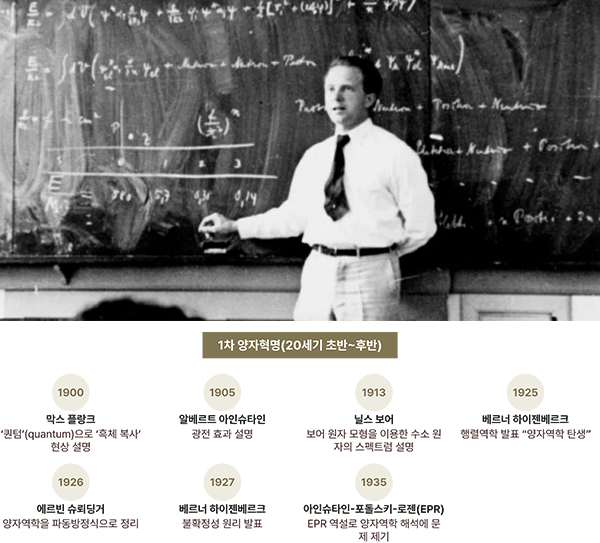 1차 양자혁명(20세기 초반~후반)
1900
막스 플랑크
‘퀀텀’(quantum)으로 ‘흑체 복사’
현상 설명
1905
알베르트 아인슈타인
광전 효과 설명
1913
닐스 보어
보어 원자 모형을 이용한 수소 원
자의 스펙트럼 설명
1925
베르너 하이젠베르크
행렬역학 발표 “양자역학 탄생”
1926
에르빈 슈뢰딩거
양자역학을 파동방정식으로 정리
1927
베르너 하이젠베르크
불확정성 원리 발표
1935
아인슈타인-포돌스키-로젠(EPR)
EPR 역설로 양자역학 해석에 문
제 제기